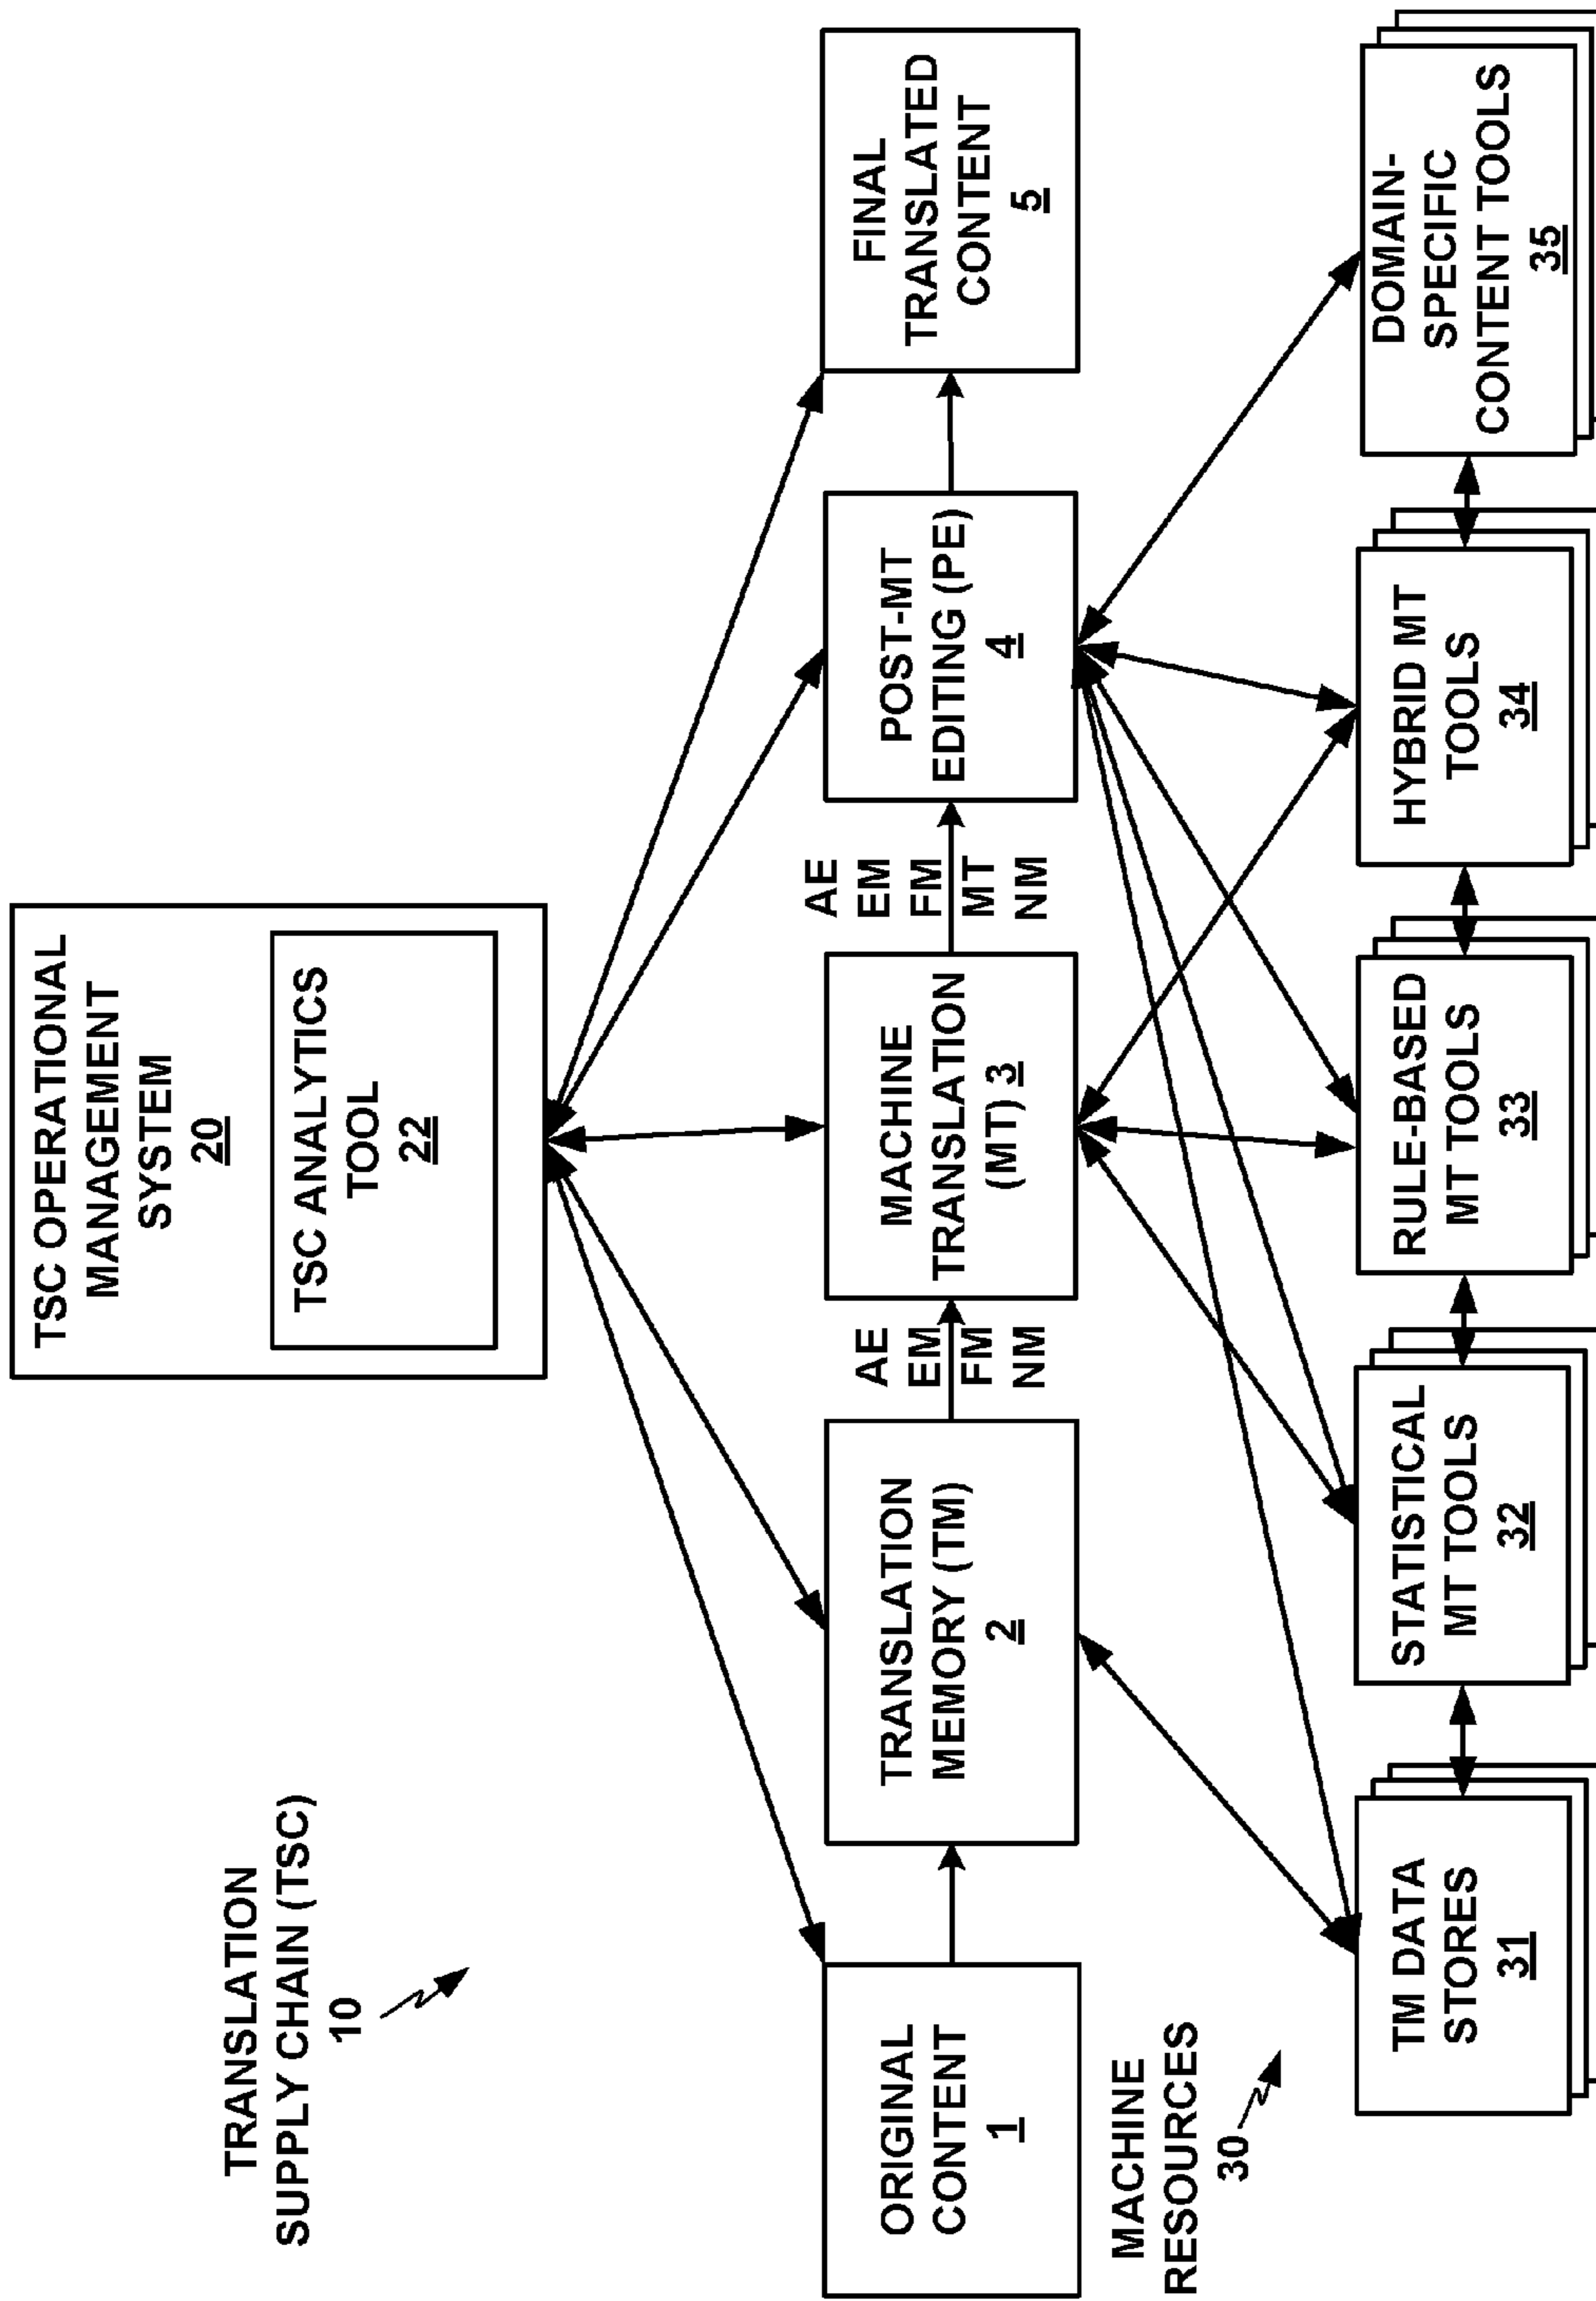 TSC OPERATIONAL
MANAGEMENT
SYSTEM
20
TSC ANALYTICS
TOOL
22
TRANSLATION
SUPPLY CHAIN (TSC)
10
ORIGINAL
CONTENT
1
TRANSLATION
MEMORY (TM)
2
AE
EM
FM
NM
MACHINE
TRANSLATION
(MT) 3
AE
EM
FM
MT
NM
POST-MT
EDITING (PE)
4
FINAL
TRANSLATED
CONTENT
5
MACHINE
RESOURCES
30
TM DATA
STORES
31
STATISTICAL
MT TOOLS
32
RULE-BASED
MT TOOLS
33
HYBRID MT
TOOLS
34
DOMAIN-
SPECIFIC
CONTENT TOOLS
35